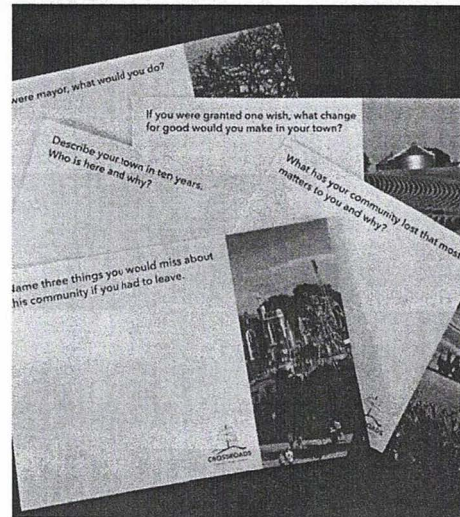 were mayor, what would you do?
If you were granted one wish, what change
for good would you make in your town?
Describe your town in ten years.
Who is here and why?
What has your community lost that most
matters to you and why?
Name three things you would miss about
this community if you had to leave.
CROSSROADS